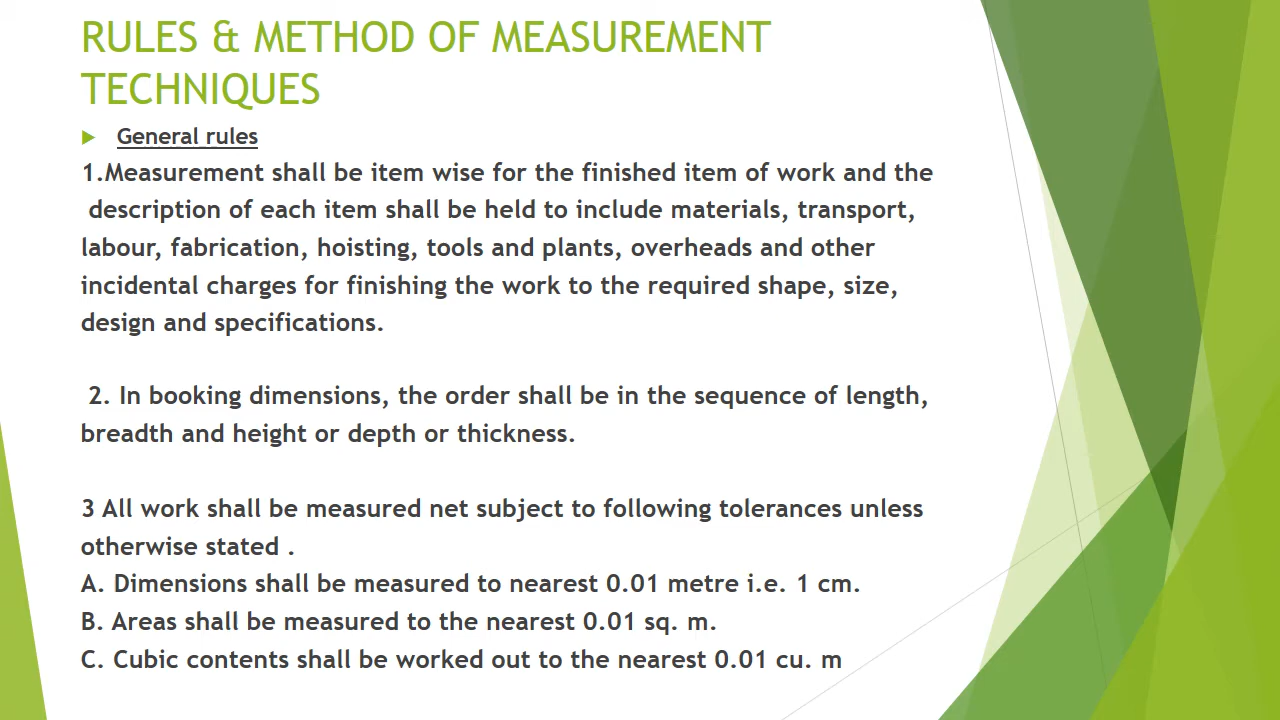 RULES & METHOD OF MEASUREMENT
TECHNIQUES
General rules
1.Measurement shall be item wise for the finished item of work and the
description of each item shall be held to include materials, transport,
labour, fabrication, hoisting, tools and plants, overheads and other
incidental charges for finishing the work to the required shape, size,
design and specifications.
2. In booking dimensions, the order shall be in the sequence of length,
breadth and height or depth or thickness.
3 All work shall be measured net subject to following tolerances unless
otherwise stated .
A. Dimensions shall be measured to nearest 0.01 metre i.e. 1 cm.
B. Areas shall be measured to the nearest 0.01 sq. m.
C. Cubic contents shall be worked out to the nearest 0.01 cu. m